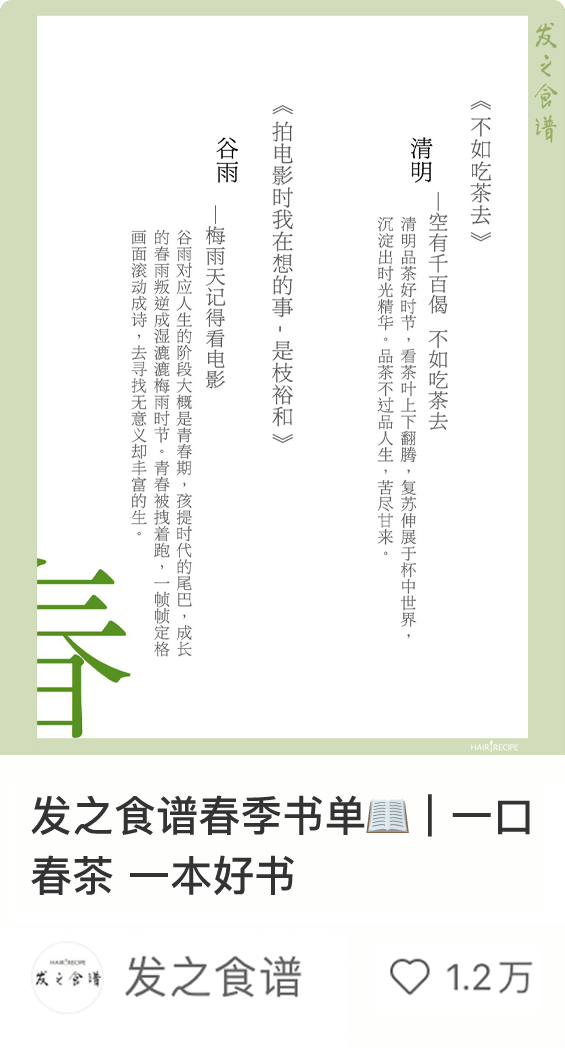 发之食谱
《不如吃茶去》
清明
—空有千百偈 不如吃茶去
清明品茶好时节，看茶叶上下翻腾，复苏伸展于杯中世界，
沉淀出时光精华。品茶不过品人生，苦尽甘来。
《拍电影时我在想的事-是枝裕和》
谷雨
—梅雨天记得看电影
谷雨对应人生的阶段大概是青春期，孩提时代的尾巴，成长
的春雨叛逆成湿漉漉梅雨时节。青春被拽着跑，一帧帧定格
画面滚动成诗，去寻找无意义却丰富的生。
春
HAIR RECIPE
发之食谱春季书单📖 | 一口
春茶 一本好书
HAIR RECIPE
发之食谱
发之食谱
1.2万